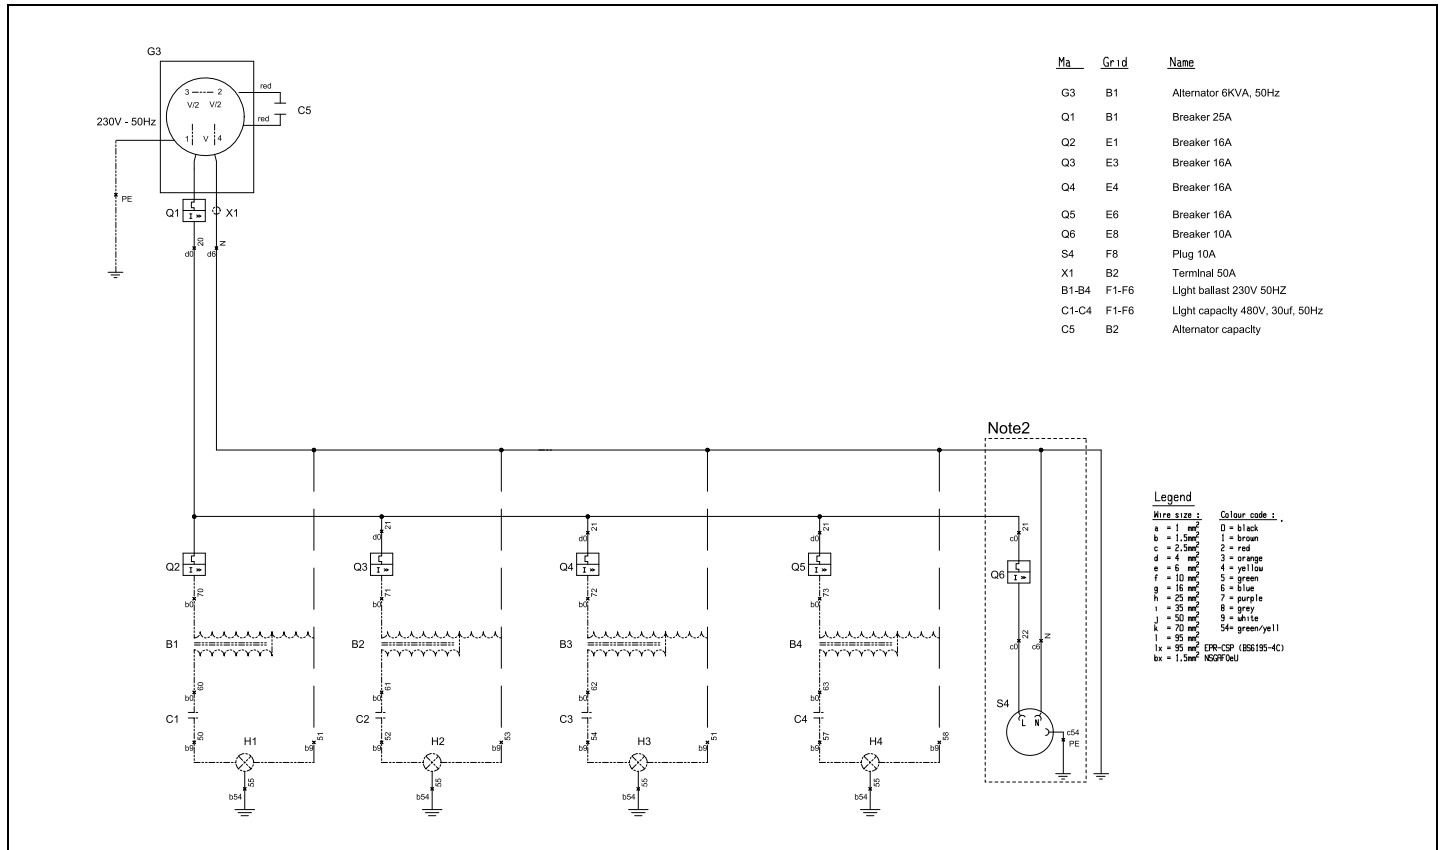 G3
3 2
V/2 V/2
1 V 4
red
red
C5
230V - 50Hz
PE
Q1
I >>
X1
20
N
d0
d6
Ma Grid Name
G3 B1 Alternator 6KVA, 50Hz
Q1 B1 Breaker 25A
Q2 E1 Breaker 16A
Q3 E3 Breaker 16A
Q4 E4 Breaker 16A
Q5 E6 Breaker 16A
Q6 E8 Breaker 10A
S4 F8 Plug 10A
X1 B2 Terminal 50A
B1-B4 F1-F6 Light ballast 230V 50HZ
C1-C4 F1-F6 Light capacity 480V, 30uf, 50Hz
C5 B2 Alternator capacity
Note2
21 21 21 21
d0 d0 d0 c0
Q2 Q3 Q4 Q5 Q6
I >> I >> I >> I >> I >>
70 71 72 73
b0 b0 b0 b0
22 N
c0 c6
B1 B2 B3 B4
60 61 62 63
b0 b0 b0 b0
C1 C2 C3 C4
S4
L N
c54
PE
50 H1 51 52 H2 53 54 H3 51 57 H4 58
b9 b9 b9 b9 b9 b9 b9 b9
55 55 55 55
b54 b54 b54 b54
Legend
Wire size : Colour code :
a = 1 mm² 0 = black
b = 1.5mm² 1 = brown
c = 2.5mm² 2 = red
d = 4 mm² 3 = orange
e = 6 mm² 4 = yellow
f = 10 mm² 5 = green
g = 16 mm² 6 = blue
h = 25 mm² 7 = purple
i = 35 mm² 8 = grey
j = 50 mm² 9 = white
k = 70 mm² 54= green/yell
l = 95 mm²
lx = 95 mm² EPR-CSP (BS6195-4C)
bx = 1,5mm² NSGAFOeU